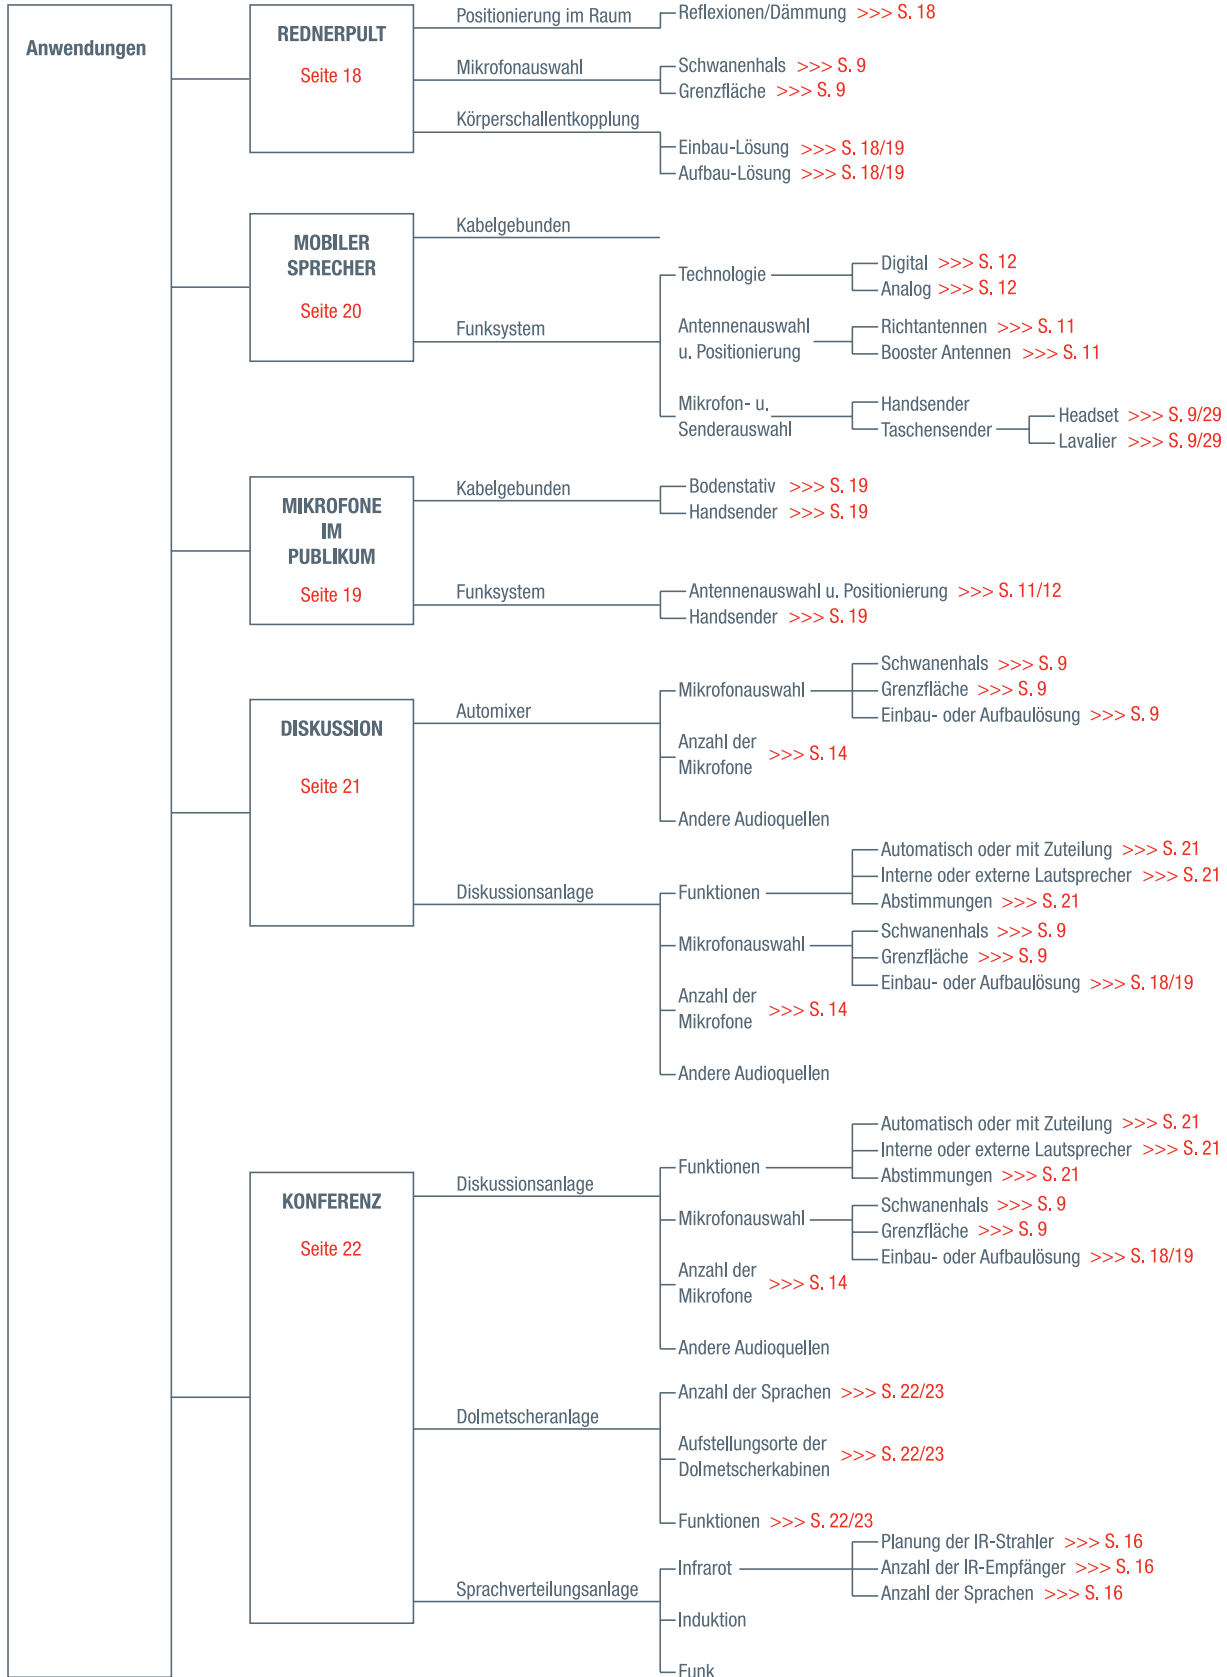 Anwendungen
REDNERPULT
Seite 18
Positionierung im Raum
Reflexionen/Dämmung >>> S. 18
Mikrofonauswahl
Schwanenhals >>> S. 9
Grenzfläche >>> S. 9
Körperschallentkopplung
Einbau-Lösung >>> S. 18/19
Aufbau-Lösung >>> S. 18/19
MOBILER
SPRECHER
Seite 20
Kabelgebunden
Funksystem
Technologie
Digital >>> S. 12
Analog >>> S. 12
Antennenauswahl
u. Positionierung
Richtantennen >>> S. 11
Booster Antennen >>> S. 11
Mikrofon- u.
Senderauswahl
Handsender
Taschensender
Headset >>> S. 9/29
Lavalier >>> S. 9/29
MIKROFONE
IM
PUBLIKUM
Seite 19
Kabelgebunden
Bodenstativ >>> S. 19
Handsender >>> S. 19
Funksystem
Antennenauswahl u. Positionierung >>> S. 11/12
Handsender >>> S. 19
DISKUSSION
Seite 21
Automixer
Mikrofonauswahl
Schwanenhals >>> S. 9
Grenzfläche >>> S. 9
Einbau- oder Aufbaulösung >>> S. 9
Anzahl der
Mikrofone >>> S. 14
Andere Audioquellen
Diskussionsanlage
Funktionen
Automatisch oder mit Zuteilung >>> S. 21
Interne oder externe Lautsprecher >>> S. 21
Abstimmungen >>> S. 21
Mikrofonauswahl
Schwanenhals >>> S. 9
Grenzfläche >>> S. 9
Einbau- oder Aufbaulösung >>> S. 18/19
Anzahl der
Mikrofone >>> S. 14
Andere Audioquellen
KONFERENZ
Seite 22
Diskussionsanlage
Funktionen
Automatisch oder mit Zuteilung >>> S. 21
Interne oder externe Lautsprecher >>> S. 21
Abstimmungen >>> S. 21
Mikrofonauswahl
Schwanenhals >>> S. 9
Grenzfläche >>> S. 9
Einbau- oder Aufbaulösung >>> S. 18/19
Anzahl der
Mikrofone >>> S. 14
Andere Audioquellen
Dolmetscheranlage
Anzahl der Sprachen >>> S. 22/23
Aufstellungsorte der
Dolmetscherkabinen >>> S. 22/23
Funktionen >>> S. 22/23
Sprachverteilungsanlage
Infrarot
Planung der IR-Strahler >>> S. 16
Anzahl der IR-Empfänger >>> S. 16
Anzahl der Sprachen >>> S. 16
Induktion
Funk